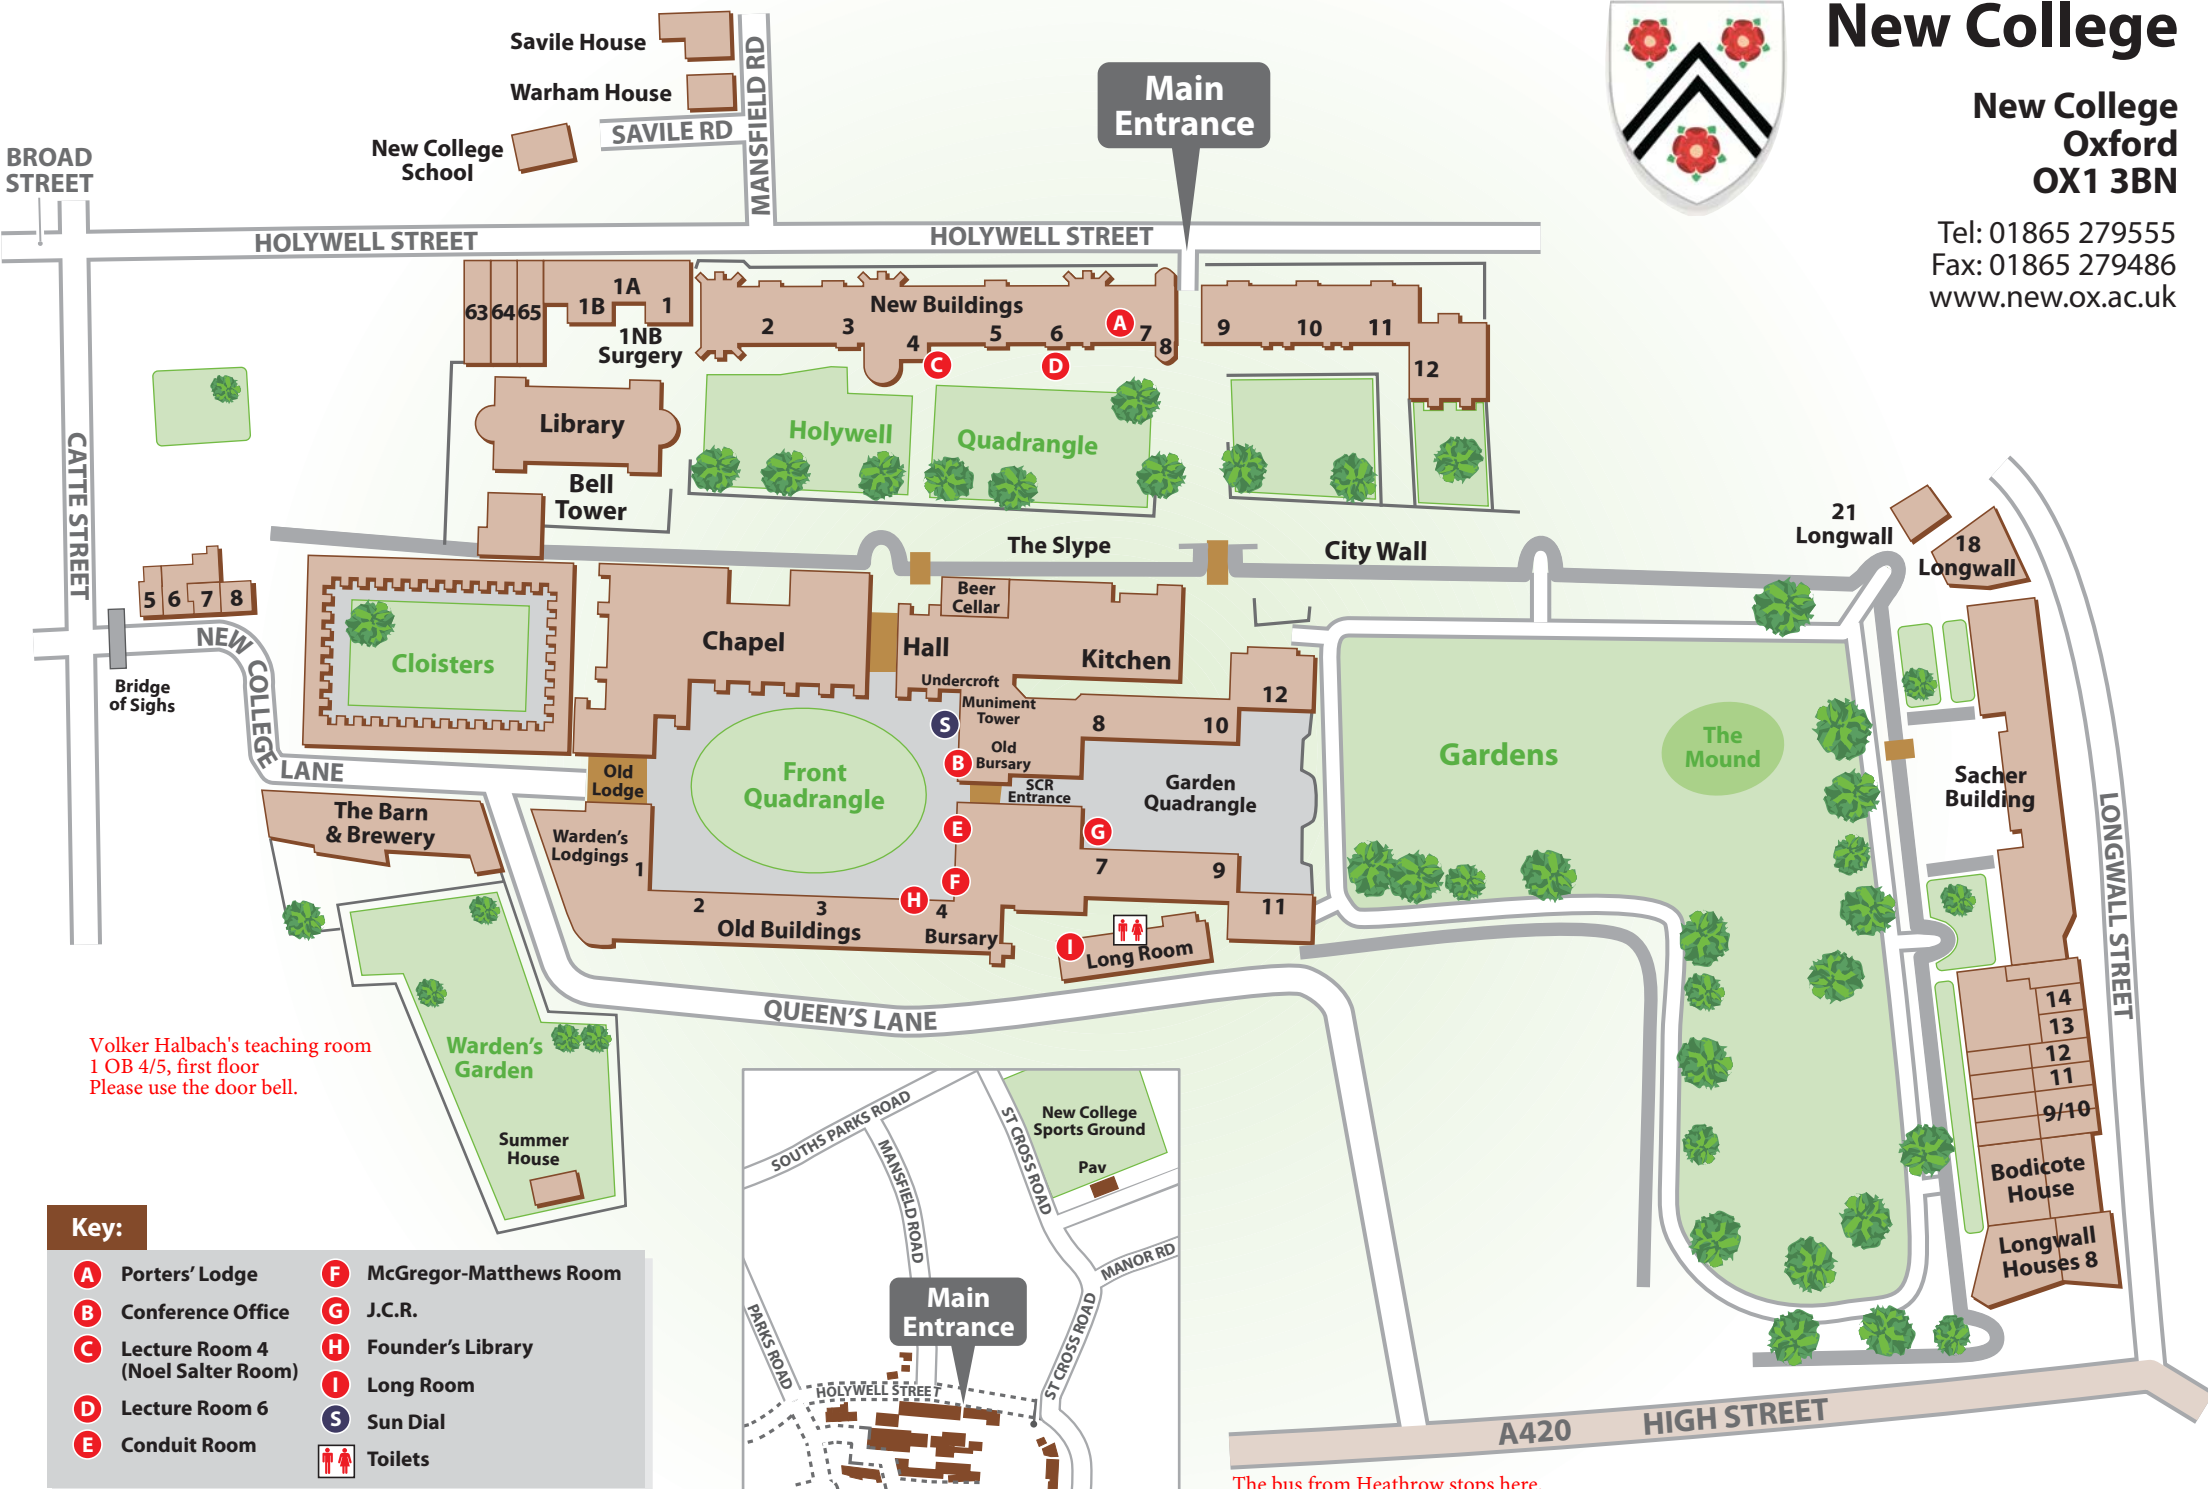 New College
New College
Oxford
OX1 3BN
Tel: 01865 279555
Fax: 01865 279486
www.new.ox.ac.uk
Savile House
Warham House
New College
School
SAVILE RD
MANSFIELD RD
Main
Entrance
BROAD
STREET
HOLYWELL STREET
HOLYWELL STREET
CATTE STREET
63
64
65
1A
1B
1
1NB
Surgery
New Buildings
2
3
4
5
6
7
8
A
C
D
9
10
11
12
Library
Bell
Tower
Holywell
Quadrangle
The Slype
City Wall
21
Longwall
18
Longwall
5
6
7
8
NEW COLLEGE
LANE
Bridge
of Sighs
Cloisters
Chapel
Beer
Cellar
Hall
Kitchen
Undercroft
Muniment
Tower
S
8
10
12
Old
Bursary
B
SCR
Entrance
Garden
Quadrangle
Front
Quadrangle
Old
Lodge
Warden's
Lodgings
1
E
F
G
H
7
9
11
2
3
4
Old Buildings
Bursary
I
Long Room
Gardens
The
Mound
Sacher
Building
LONGWALL STREET
14
13
12
11
9/10
Bodicote
House
Longwall
Houses 8
The Barn
& Brewery
QUEEN'S LANE
Warden's
Garden
Summer
House
Volker Halbach's teaching room
1 OB 4/5, first floor
Please use the door bell.
Key:
A Porters' Lodge
B Conference Office
C Lecture Room 4
(Noel Salter Room)
D Lecture Room 6
E Conduit Room
F McGregor-Matthews Room
G J.C.R.
H Founder's Library
I Long Room
S Sun Dial
Toilets
SOUTHS PARKS ROAD
MANSFIELD ROAD
ST CROSS ROAD
New College
Sports Ground
Pav
MANOR RD
PARKS ROAD
Main
Entrance
HOLYWELL STREET
ST CROSS ROAD
A420
HIGH STREET
The bus from Heathrow stops here.